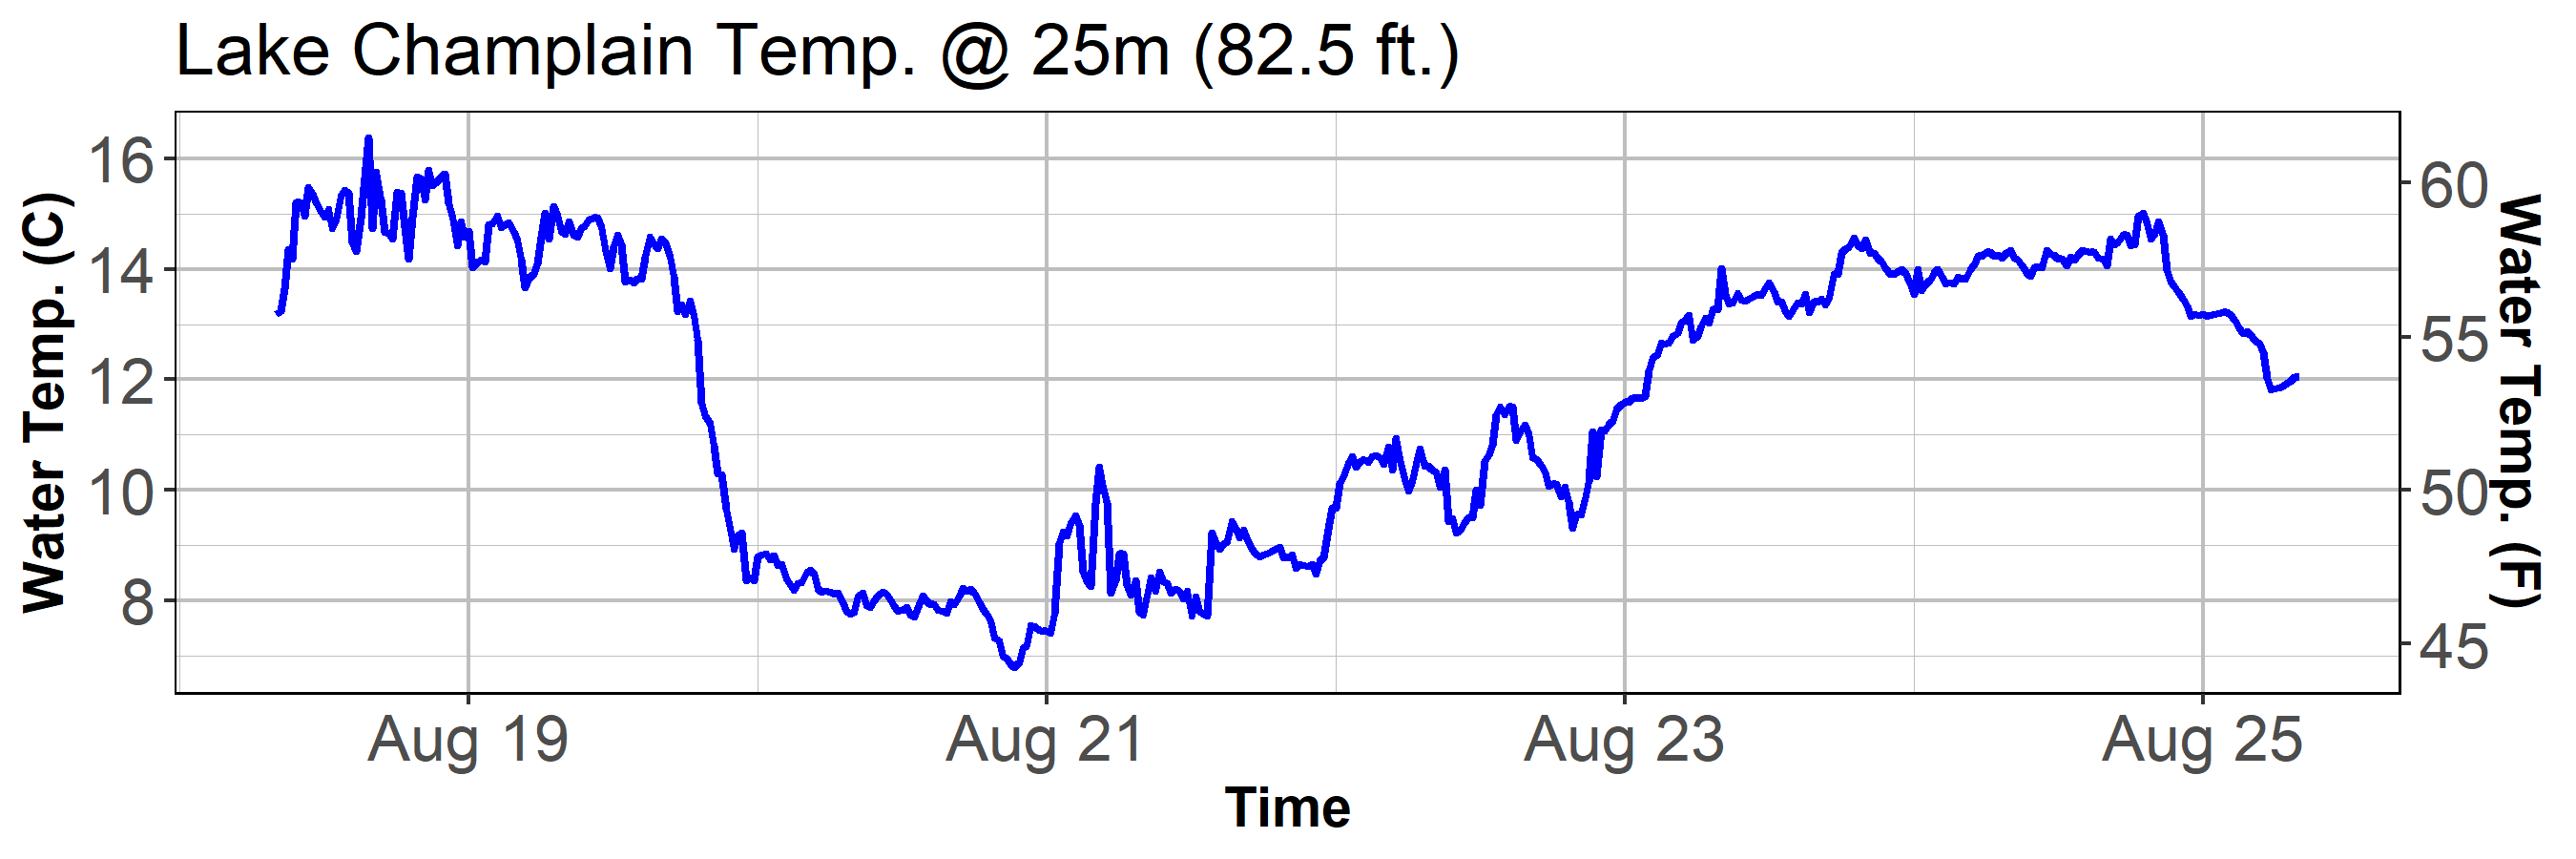 Lake Champlain Temp. @ 25m (82.5 ft.)
Water Temp. (C)
16
14
12
10
8
60
55
50
45
Water Temp. (F)
Aug 19 Aug 21 Aug 23 Aug 25
Time